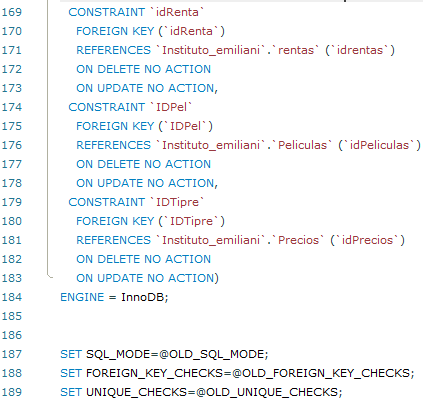 169 CONSTRAINT `idRenta`
170 FOREIGN KEY (`idRenta`)
171 REFERENCES `Instituto_emiliani`.`rentas` (`idrentas`)
172 ON DELETE NO ACTION
173 ON UPDATE NO ACTION,
174 CONSTRAINT `IDPel`
175 FOREIGN KEY (`IDPel`)
176 REFERENCES `Instituto_emiliani`.`Peliculas` (`idPeliculas`)
177 ON DELETE NO ACTION
178 ON UPDATE NO ACTION,
179 CONSTRAINT `IDTipre`
180 FOREIGN KEY (`IDTipre`)
181 REFERENCES `Instituto_emiliani`.`Precios` (`idPrecios`)
182 ON DELETE NO ACTION
183 ON UPDATE NO ACTION)
184 ENGINE = InnoDB;
185
186
187 SET SQL_MODE=@OLD_SQL_MODE;
188 SET FOREIGN_KEY_CHECKS=@OLD_FOREIGN_KEY_CHECKS;
189 SET UNIQUE_CHECKS=@OLD_UNIQUE_CHECKS;